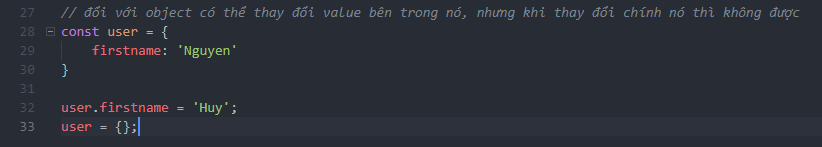 27 // đối với object có thể thay đổi value bên trong nó, nhưng khi thay đổi chính nó thì không được
28 const user = {
29 firstname: 'Nguyen'
30 }
31
32 user.firstname = 'Huy';
33 user = {};